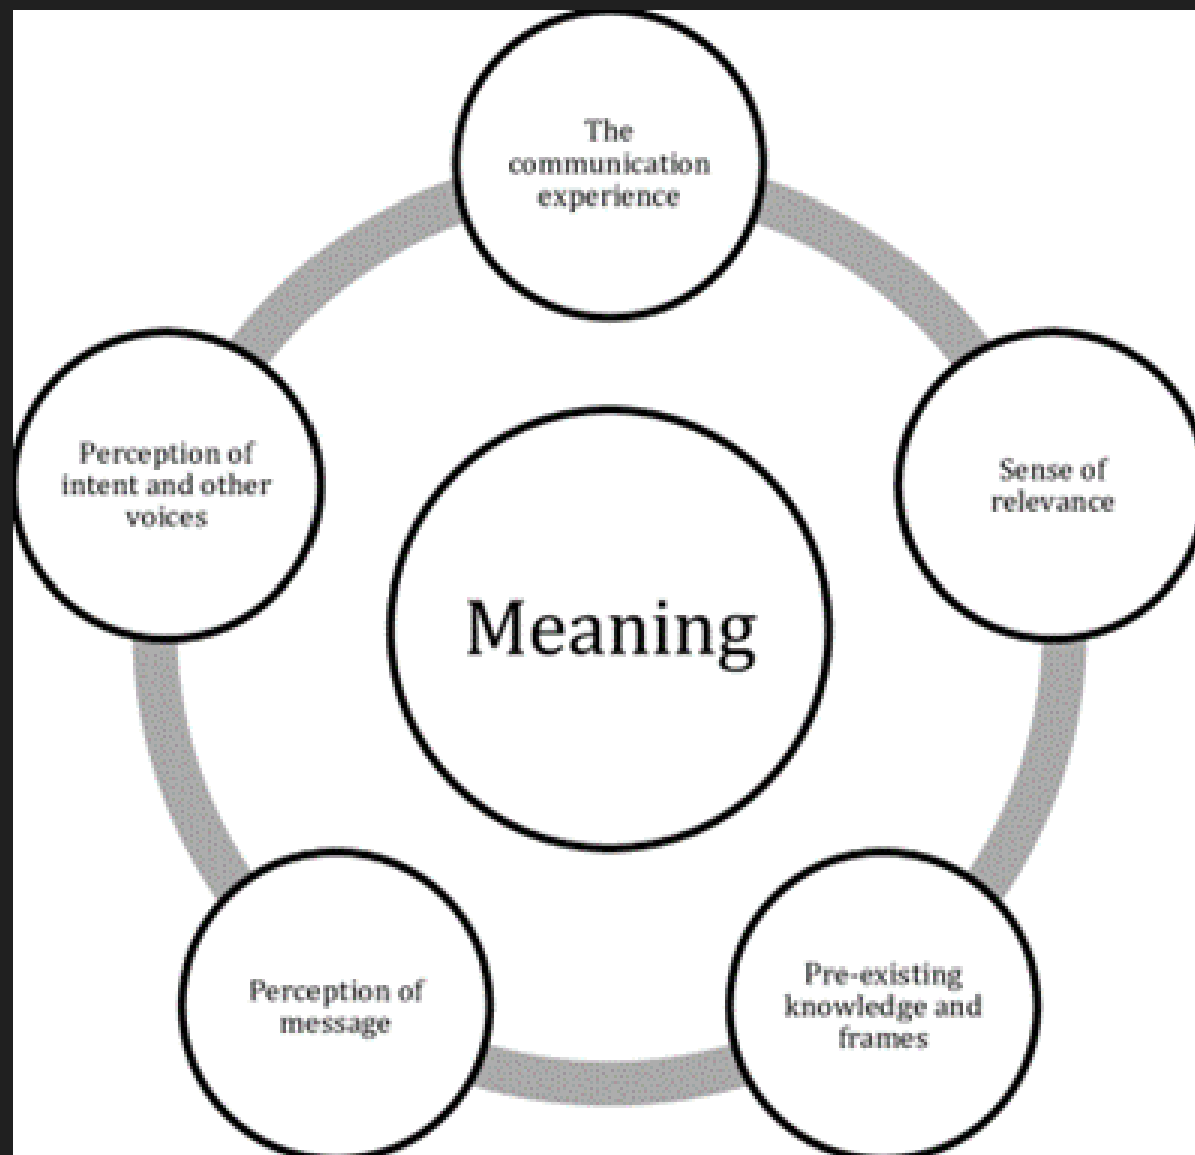 The
communication
experience
Perception of
intent and other
voices
Sense of
relevance
Meaning
Perception of
message
Pre-existing
knowledge and
frames